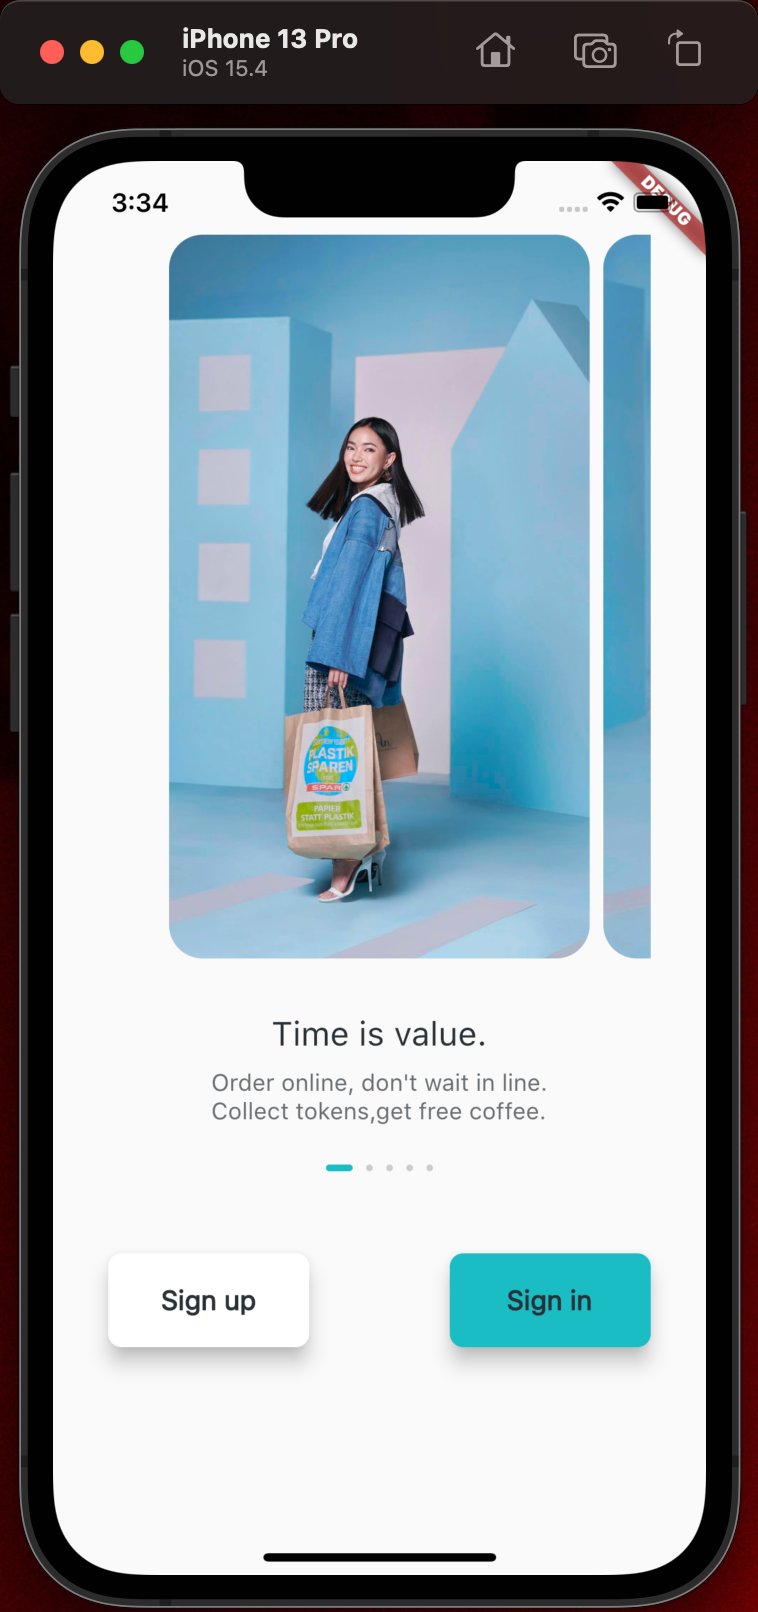 iPhone 13 Pro
iOS 15.4
3:34
DEBUG
PLASTIK
SPAREN
SPAR
PAPIER
STATT PLASTIK
Time is value.
Order online, don't wait in line.
Collect tokens,get free coffee.
Sign up
Sign in